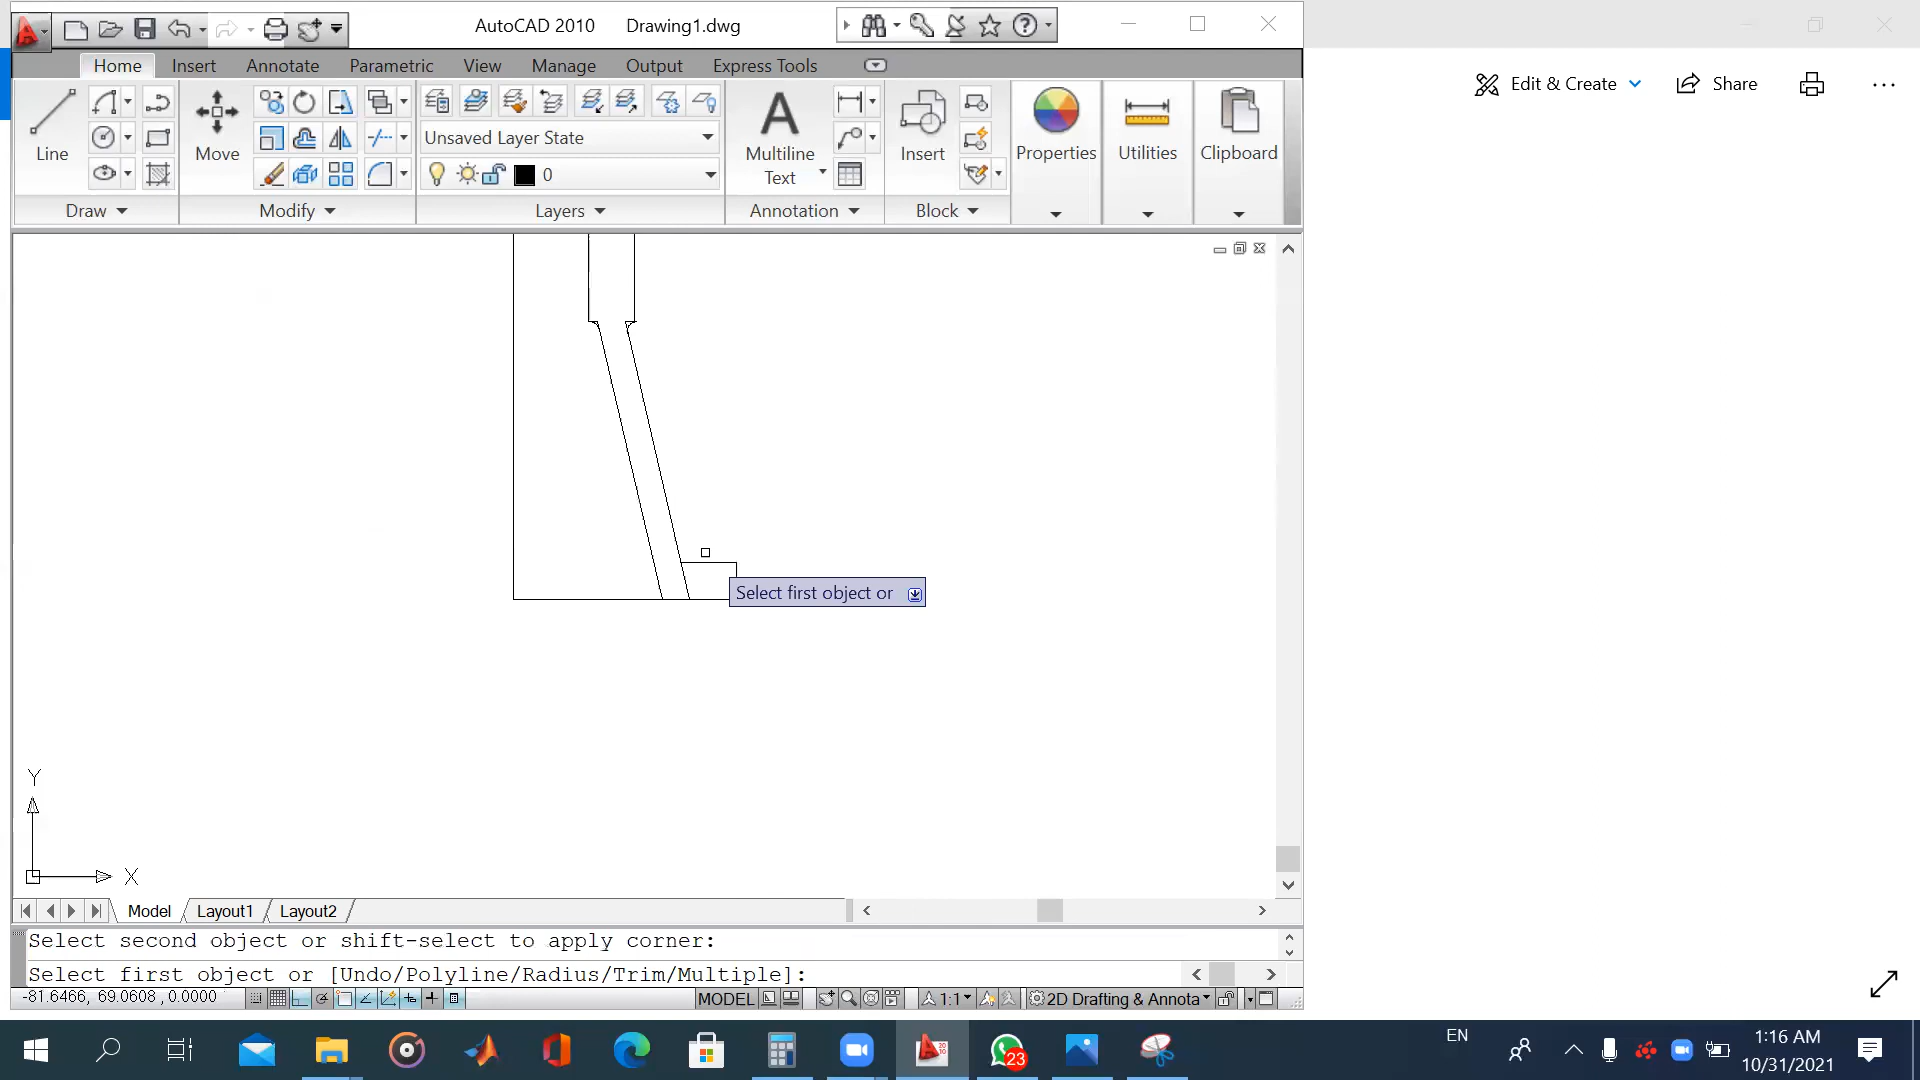 AutoCAD 2010 Drawing1.dwg
Home Insert Annotate Parametric View Manage Output Express Tools
Edit & Create Share
Line Move Unsaved Layer State Multiline Text Insert Properties Utilities Clipboard
0
Draw Modify Layers Annotation Block
Select first object or
Y
X
Model Layout1 Layout2
Select second object or shift-select to apply corner:
Select first object or [Undo/Polyline/Radius/Trim/Multiple]:
-81.6466, 69.0608 , 0.0000 MODEL 1:1 2D Drafting & Annota
EN 1:16 AM
23
10/31/2021